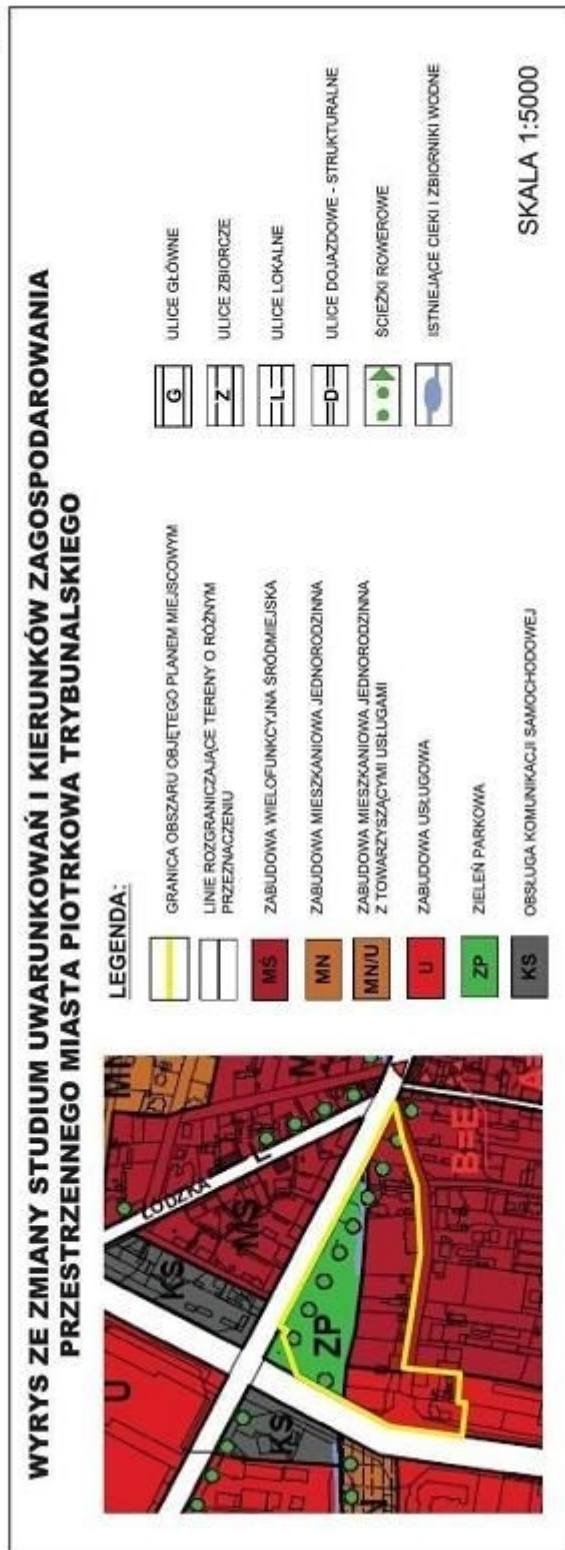 WYRYS ZE ZMIANY STUDIUM UWARUNKOWAŃ I KIERUNKÓW ZAGOSPODAROWANIA
PRZESTRZENNEGO MIASTA PIOTRKOWA TRYBUNALSKIEGO
U
KS
KS
ŁÓDZKA
L
MŚ
ZP
LEGENDA:
GRANICA OBSZARU OBJĘTEGO PLANEM MIEJSCOWYM
LINIE ROZGRANICZAJĄCE TERENY O RÓŻNYM
PRZEZNACZENIU
MŚ ZABUDOWA WIELOFUNKCYJNA ŚRÓDMIEJSKA
MN ZABUDOWA MIESZKANIOWA JEDNORODZINNA
MN/U ZABUDOWA MIESZKANIOWA JEDNORODZINNA
Z TOWARZYSZĄCYMI USŁUGAMI
U ZABUDOWA USŁUGOWA
ZP ZIELEŃ PARKOWA
KS OBSŁUGA KOMUNIKACJI SAMOCHODOWEJ
G ULICE GŁÓWNE
Z ULICE ZBIORCZE
L ULICE LOKALNE
D ULICE DOJAZDOWE - STRUKTURALNE
ŚCIEŻKI ROWEROWE
ISTNIEJĄCE CIEKI I ZBIORNIKI WODNE
SKALA 1:5000